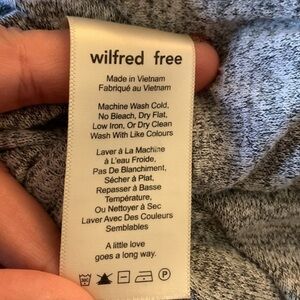 wilfred free
Made in Vietnam
Fabriqué au Vietnam
Machine Wash Cold,
No Bleach, Dry Flat,
Low Iron, Or Dry Clean
Wash With Like Colours
Laver À La Machine
à L'eau Froide,
Pas De Blanchiment,
Sécher à Plat,
Repasser à Basse
Température,
Ou Nettoyer à Sec
Laver Avec Des Couleurs
Semblables
A little love
goes a long way.
P